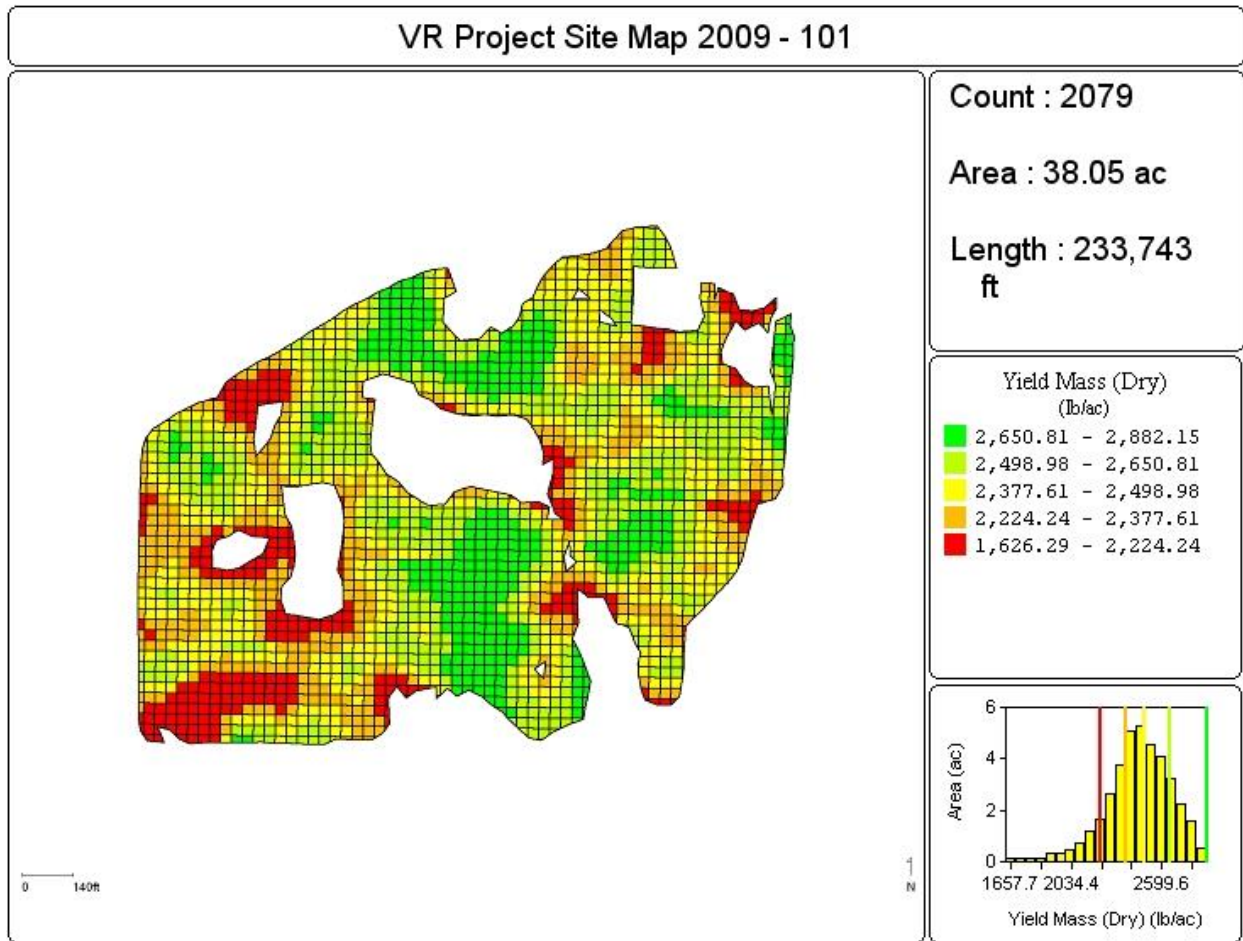 VR Project Site Map 2009 - 101
Count : 2079
Area : 38.05 ac
Length : 233,743
ft
Yield Mass (Dry)
(lb/ac)
2,650.81 - 2,882.15
2,498.98 - 2,650.81
2,377.61 - 2,498.98
2,224.24 - 2,377.61
1,626.29 - 2,224.24
6
4
2
0
Area (ac)
1657.7 2034.4 2599.6
Yield Mass (Dry) (lb/ac)
0 140ft
N